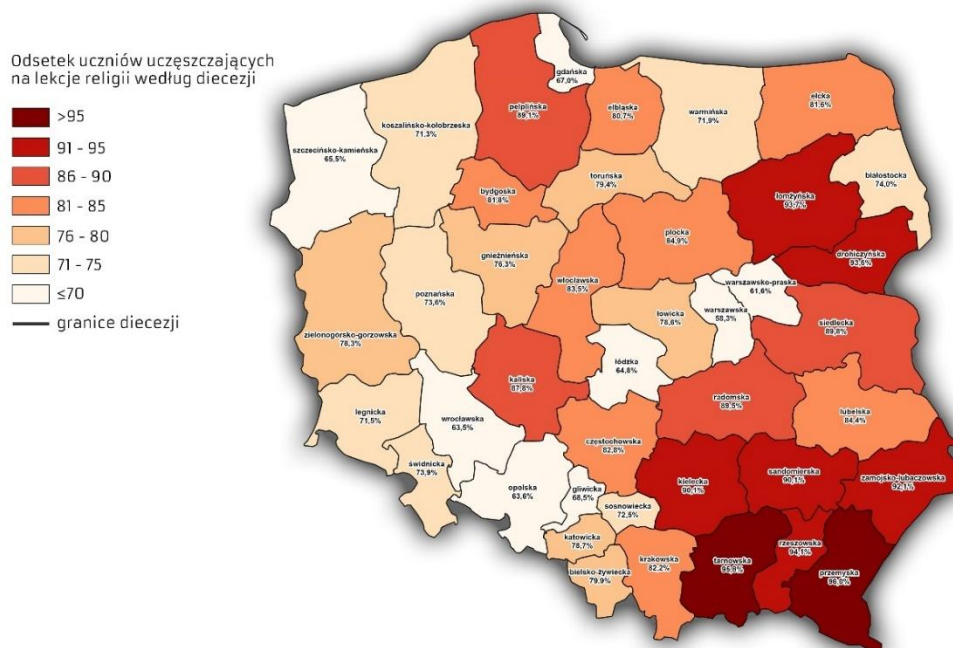 Odsetek uczniów uczęszczających
na lekcje religii według diecezji
>95
91 - 95
86 - 90
81 - 85
76 - 80
71 - 75
≤70
granice diecezji
gdańska
67,0%
pelplińska
89,1%
elbląska
80,7%
warmińska
71,9%
ełcka
81,6%
koszalińsko-kołobrzeska
71,3%
szczecińsko-kamieńska
65,5%
bydgoska
81,8%
toruńska
79,4%
łomżyńska
93,7%
białostocka
74,0%
płocka
84,9%
drohiczyńska
93,6%
gnieźnieńska
76,3%
włocławska
83,5%
poznańska
73,6%
warszawsko-praska
61,6%
warszawska
58,3%
łowicka
78,6%
siedlecka
89,8%
zielonogórsko-gorzowska
78,3%
łódzka
64,8%
kaliska
87,8%
radomska
89,5%
lubelska
84,4%
legnicka
71,5%
wrocławska
63,5%
częstochowska
82,8%
świdnicka
73,9%
opolska
63,6%
gliwicka
68,5%
kielecka
90,1%
sandomierska
90,1%
zamojsko-lubaczowska
92,1%
sosnowiecka
72,5%
katowicka
78,7%
bielsko-żywiecka
79,9%
krakowska
82,2%
tarnowska
95,9%
rzeszowska
94,1%
przemyska